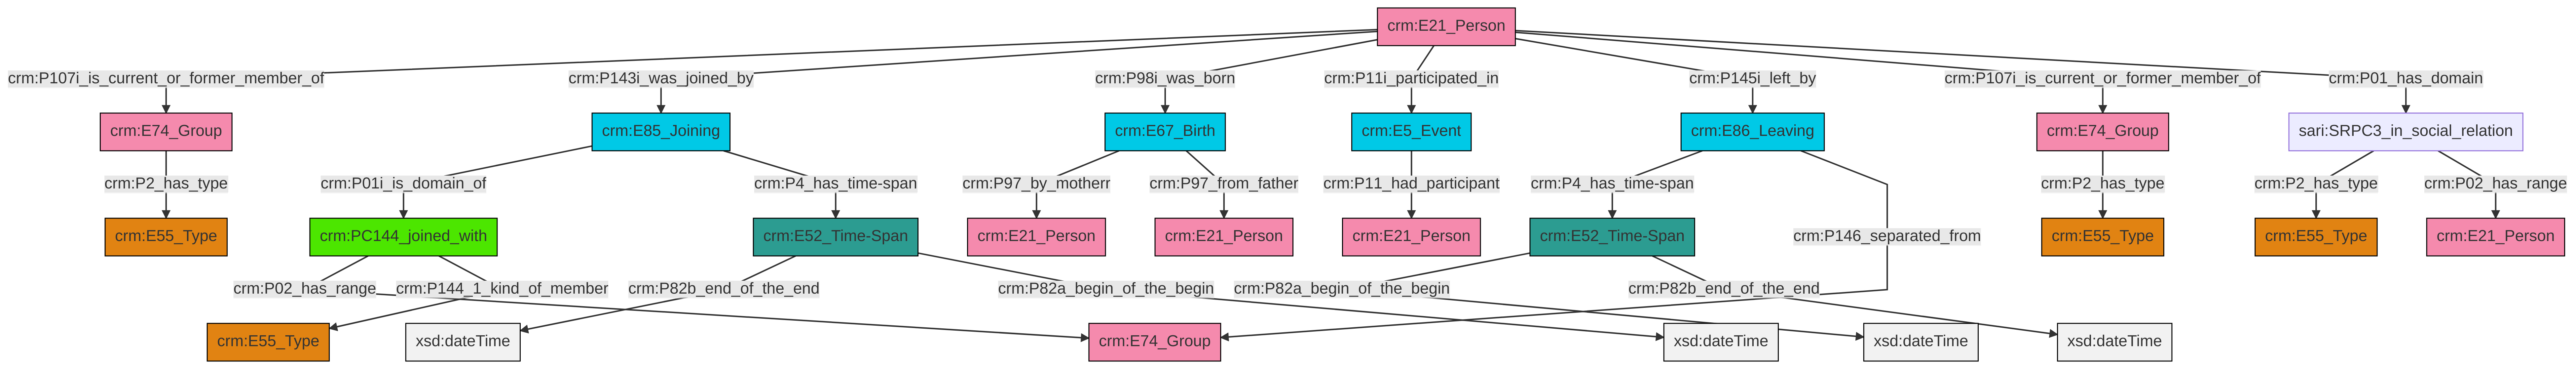 crm:E21_Person
crm:P107i_is_current_or_former_member_of
crm:P143i_was_joined_by
crm:P98i_was_born
crm:P11i_participated_in
crm:P145i_left_by
crm:P107i_is_current_or_former_member_of
crm:P01_has_domain
crm:E74_Group
crm:E85_Joining
crm:E67_Birth
crm:E5_Event
crm:E86_Leaving
crm:E74_Group
sari:SRPC3_in_social_relation
crm:P2_has_type
crm:P01i_is_domain_of
crm:P4_has_time-span
crm:P97_by_motherr
crm:P97_from_father
crm:P11_had_participant
crm:P4_has_time-span
crm:P2_has_type
crm:P2_has_type
crm:P02_has_range
crm:E55_Type
crm:PC144_joined_with
crm:E52_Time-Span
crm:E21_Person
crm:E21_Person
crm:E21_Person
crm:E52_Time-Span
crm:P146_separated_from
crm:E55_Type
crm:E55_Type
crm:E21_Person
crm:P02_has_range
crm:P144_1_kind_of_member
crm:P82b_end_of_the_end
crm:P82a_begin_of_the_begin
crm:P82a_begin_of_the_begin
crm:P82b_end_of_the_end
crm:E55_Type
xsd:dateTime
crm:E74_Group
xsd:dateTime
xsd:dateTime
xsd:dateTime